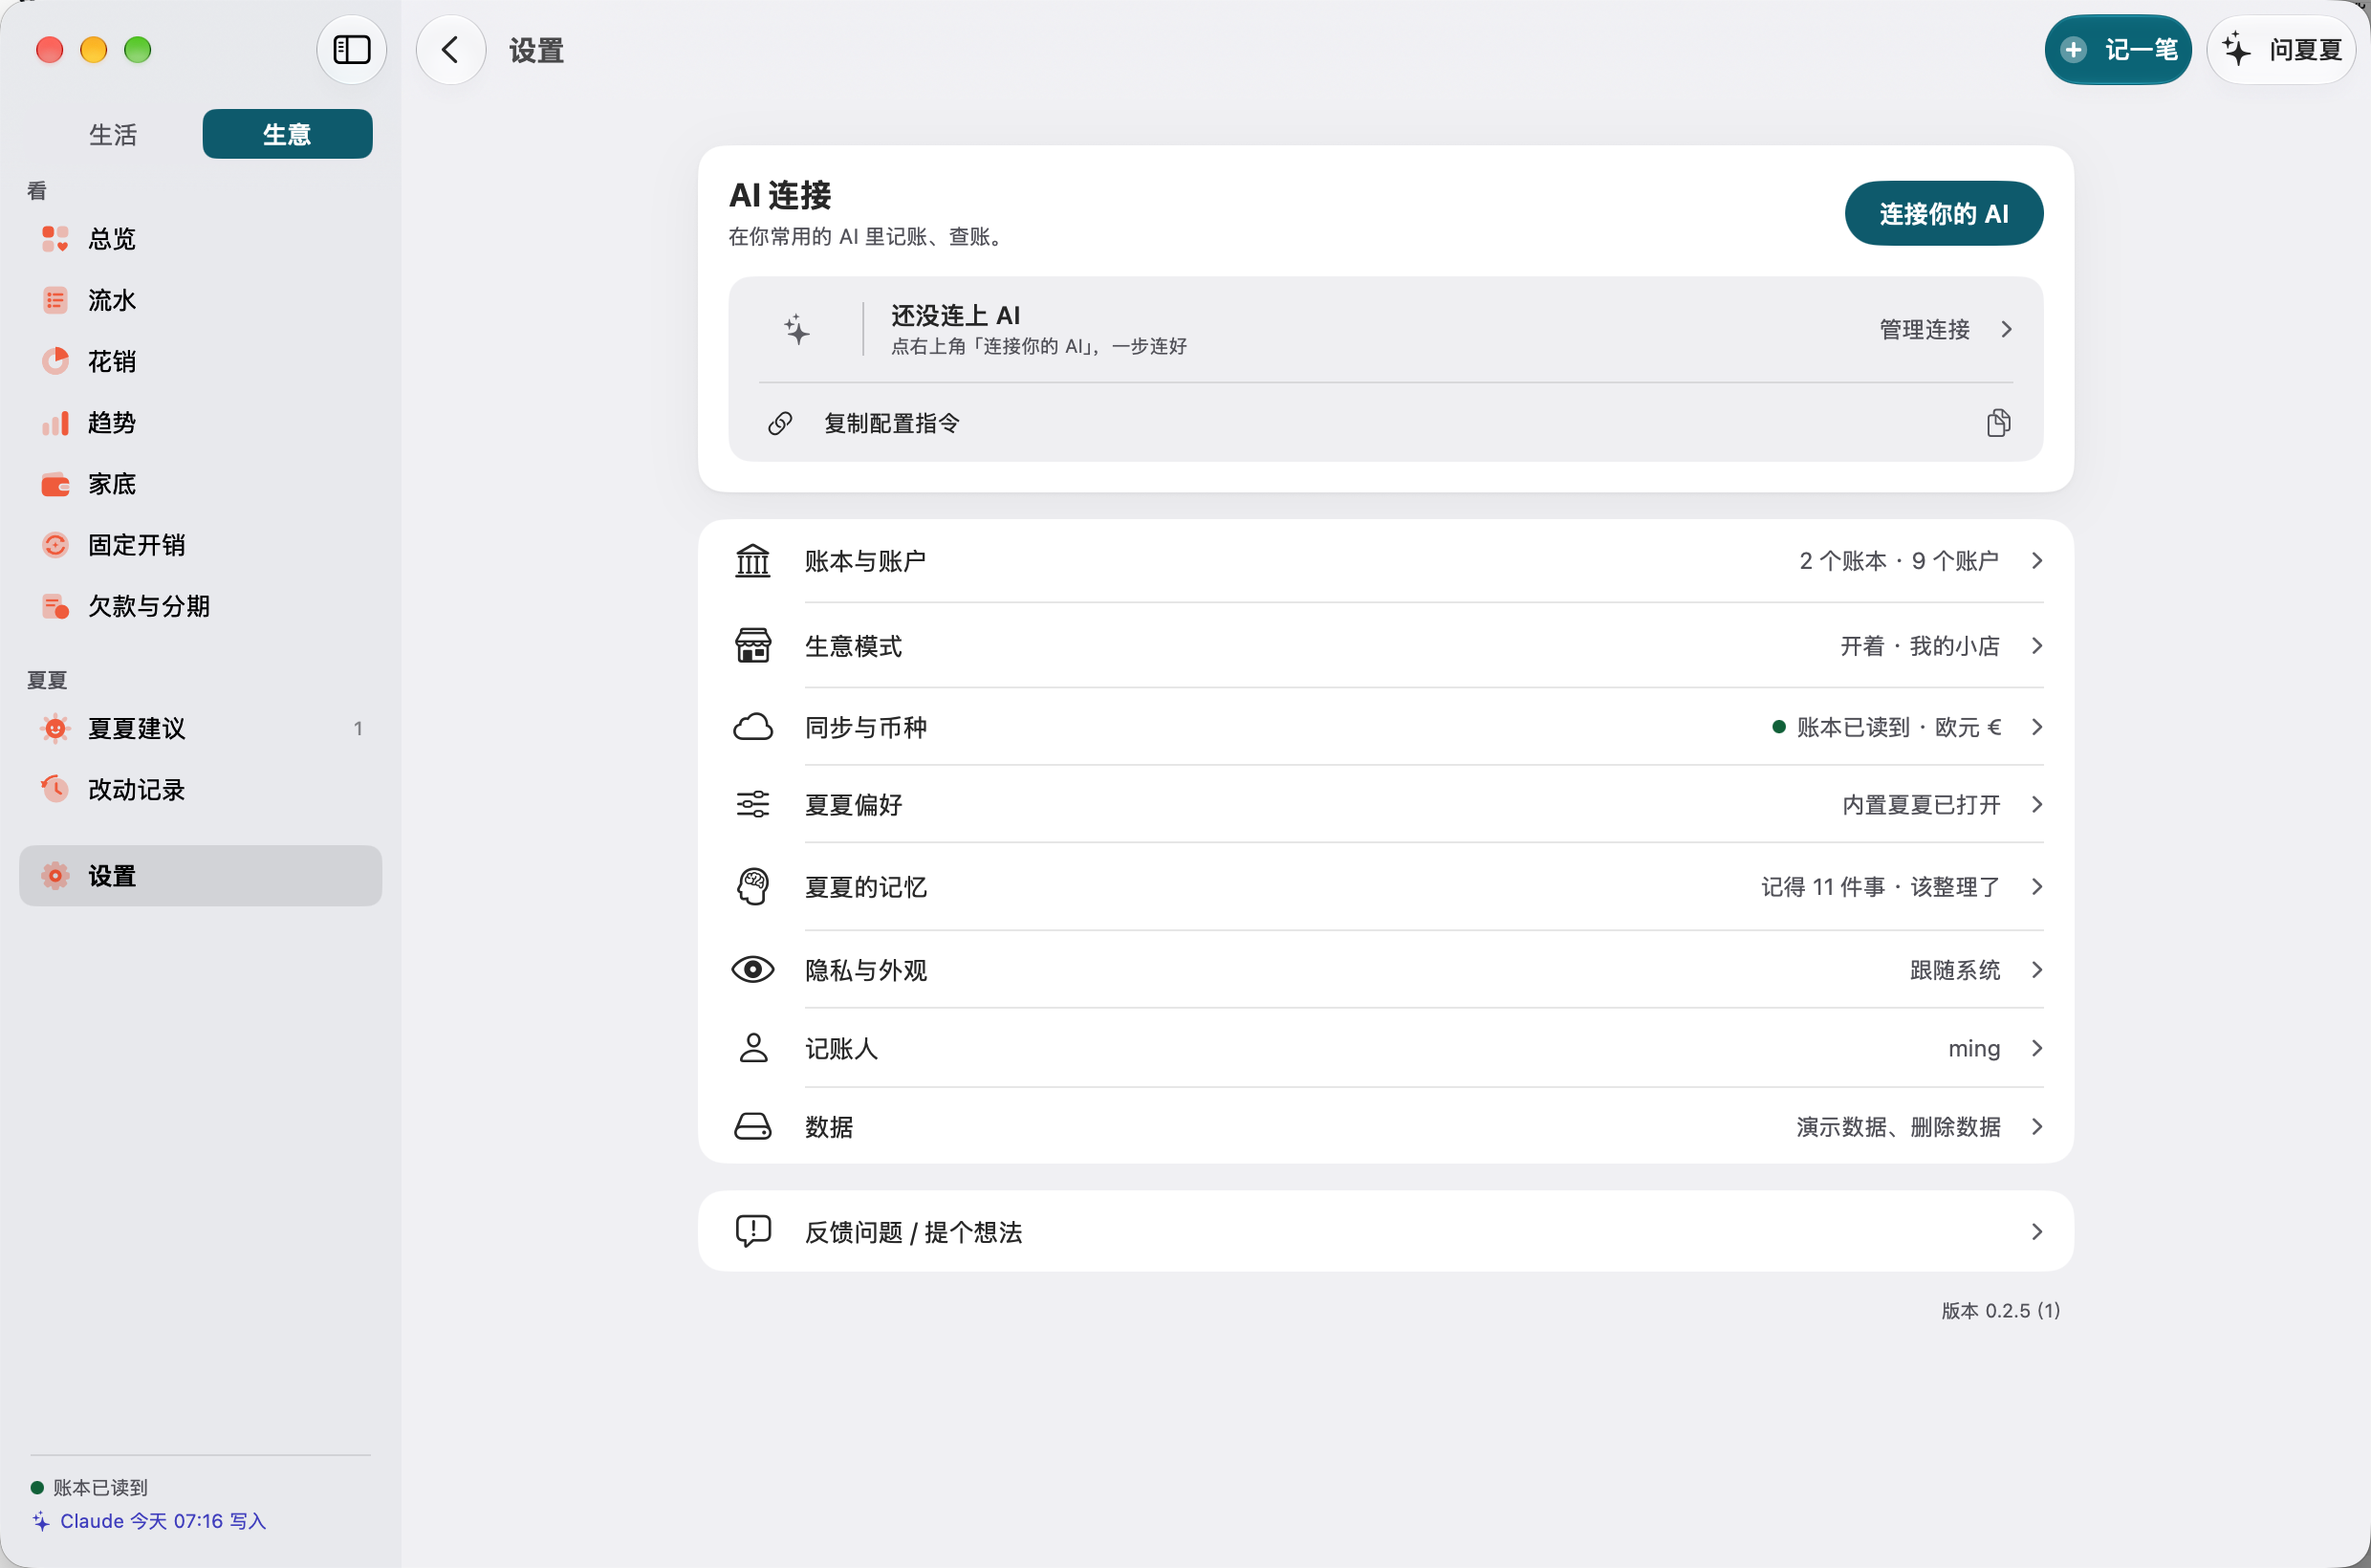 设置
记一笔
问夏夏
生活
生意
看
总览
流水
花销
趋势
家底
固定开销
欠款与分期
夏夏
夏夏建议 1
改动记录
设置
账本已读到
Claude 今天 07:16 写入
AI 连接
在你常用的 AI 里记账、查账。
连接你的 AI
还没连上 AI
点右上角「连接你的 AI」，一步连好
管理连接
复制配置指令
账本与账户 2 个账本 · 9 个账户
生意模式 开着 · 我的小店
同步与币种 账本已读到 · 欧元 €
夏夏偏好 内置夏夏已打开
夏夏的记忆 记得 11 件事 · 该整理了
隐私与外观 跟随系统
记账人 ming
数据 演示数据、删除数据
反馈问题 / 提个想法
版本 0.2.5 (1)